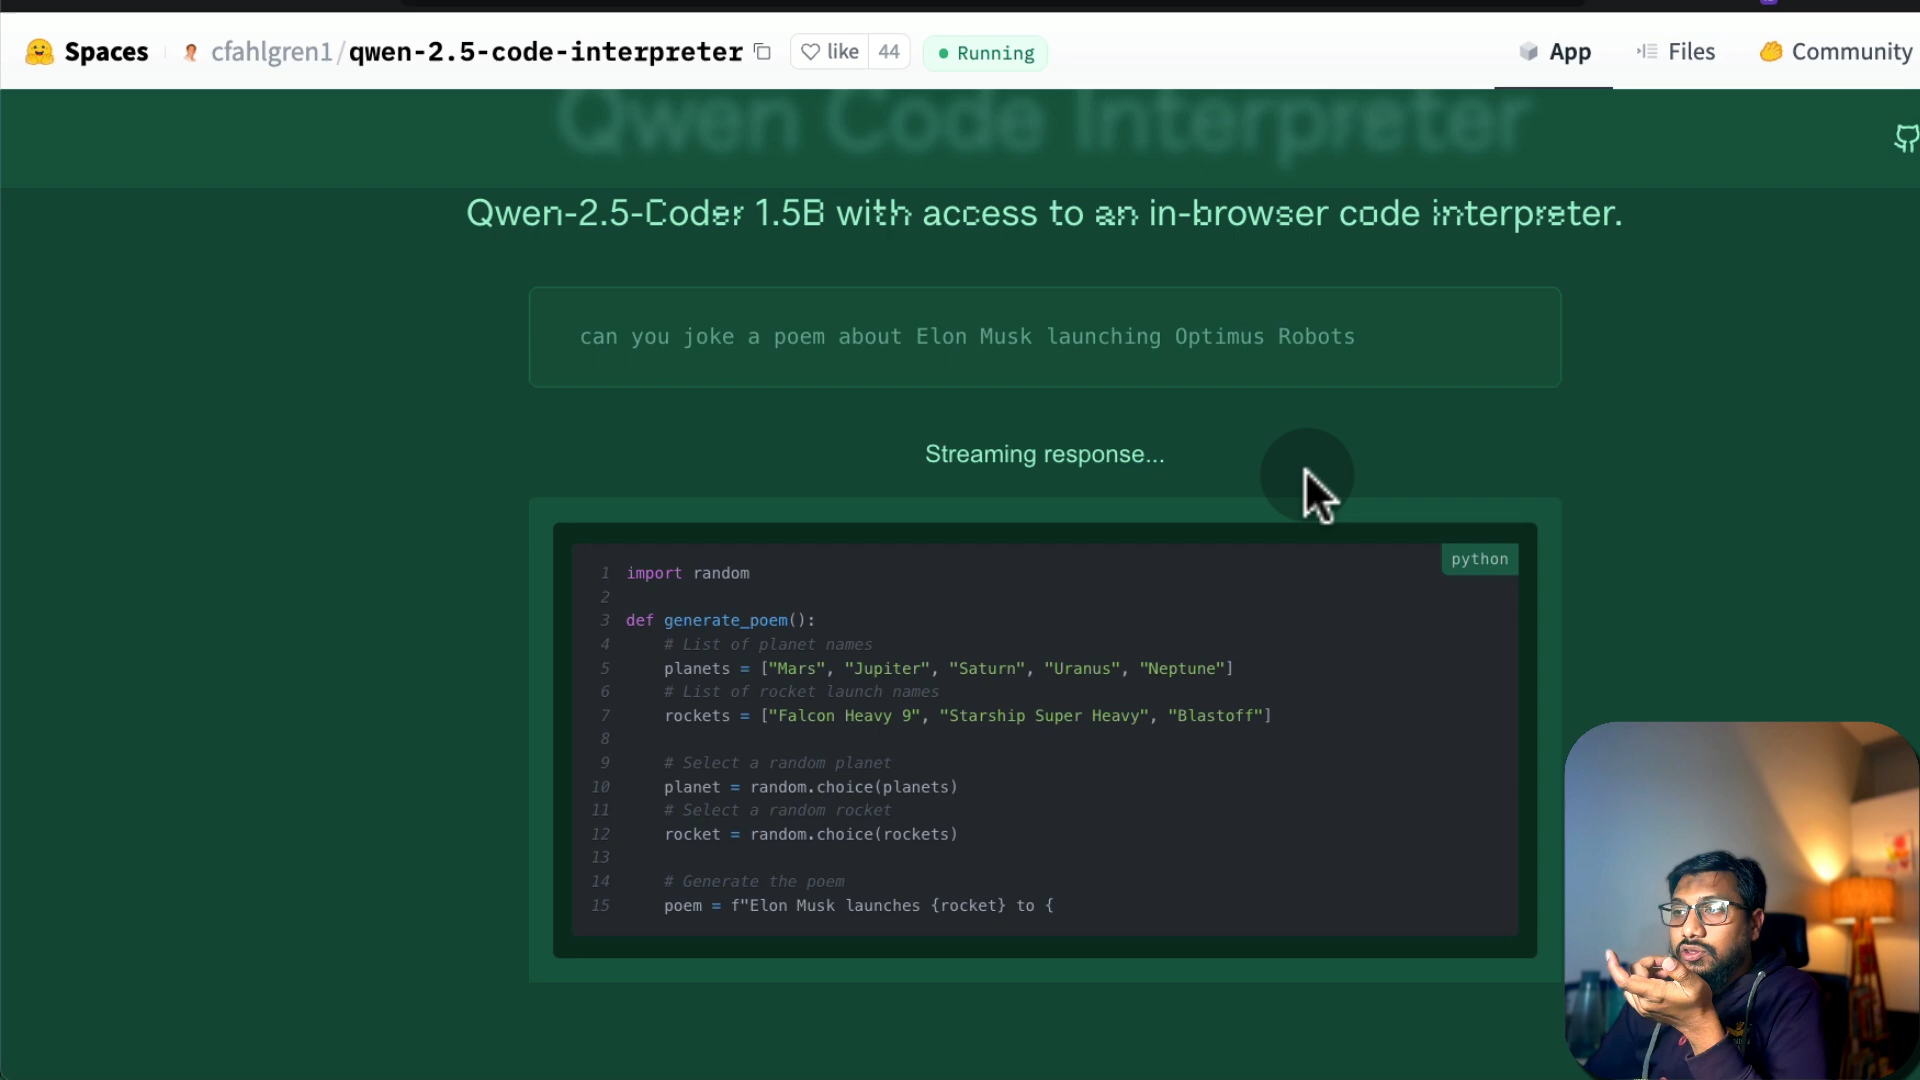 Spaces cfahlgren1/qwen-2.5-code-interpreter like 44 Running App Files Community
Qwen Code Interpreter
Qwen-2.5-Coder 1.5B with access to an in-browser code interpreter.
can you joke a poem about Elon Musk launching Optimus Robots
Streaming response...
python
1 import random
2
3 def generate_poem():
4 # List of planet names
5 planets = ["Mars", "Jupiter", "Saturn", "Uranus", "Neptune"]
6 # List of rocket launch names
7 rockets = ["Falcon Heavy 9", "Starship Super Heavy", "Blastoff"]
8
9 # Select a random planet
10 planet = random.choice(planets)
11 # Select a random rocket
12 rocket = random.choice(rockets)
13
14 # Generate the poem
15 poem = f"Elon Musk launches {rocket} to {